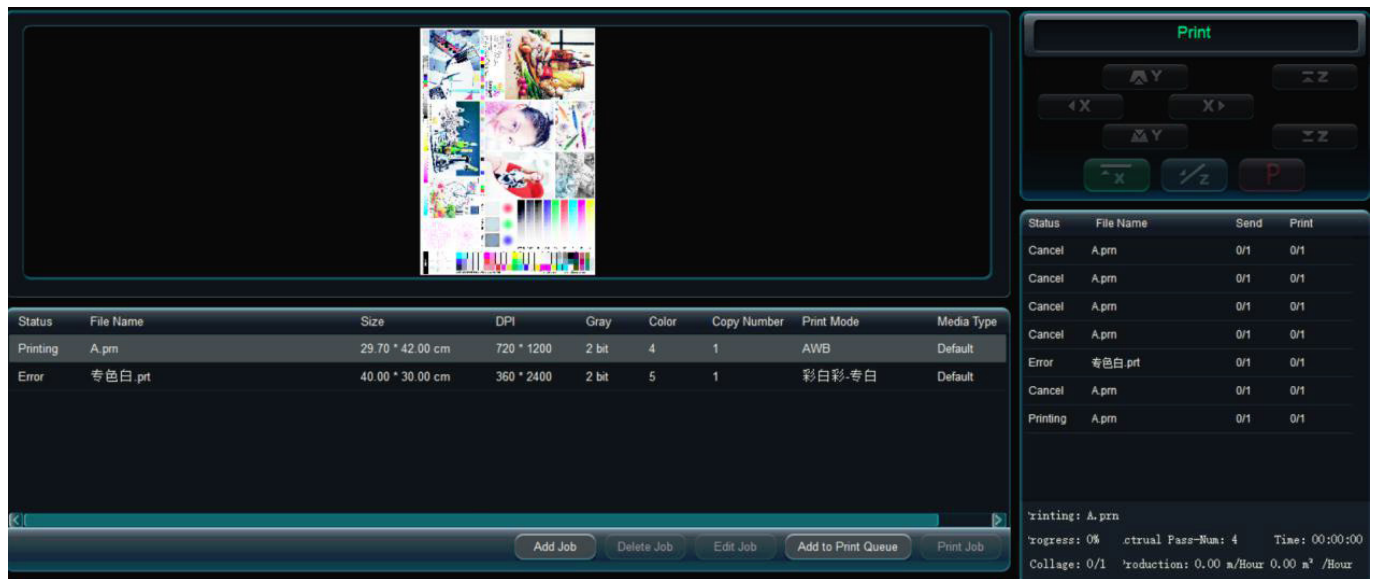 Print
Y Z
X X
Y Z
X Z P
Status File Name Send Print
Cancel A.prn 0/1 0/1
Cancel A.prn 0/1 0/1
Cancel A.prn 0/1 0/1
Cancel A.prn 0/1 0/1
Error 专色白.prt 0/1 0/1
Cancel A.prn 0/1 0/1
Printing A.prn 0/1 0/1
Status File Name Size DPI Gray Color Copy Number Print Mode Media Type
Printing A.prn 29.70 * 42.00 cm 720 * 1200 2 bit 4 1 AWB Default
Error 专色白.prt 40.00 * 30.00 cm 360 * 2400 2 bit 5 1 彩白彩-专白 Default
Add Job Delete Job Edit Job Add to Print Queue Print Job
rinting: A.prn
rogress: 0% ctrual Pass-Num: 4 Time: 00:00:00
Collage: 0/1 roduction: 0.00 m/Hour 0.00 m² /Hour